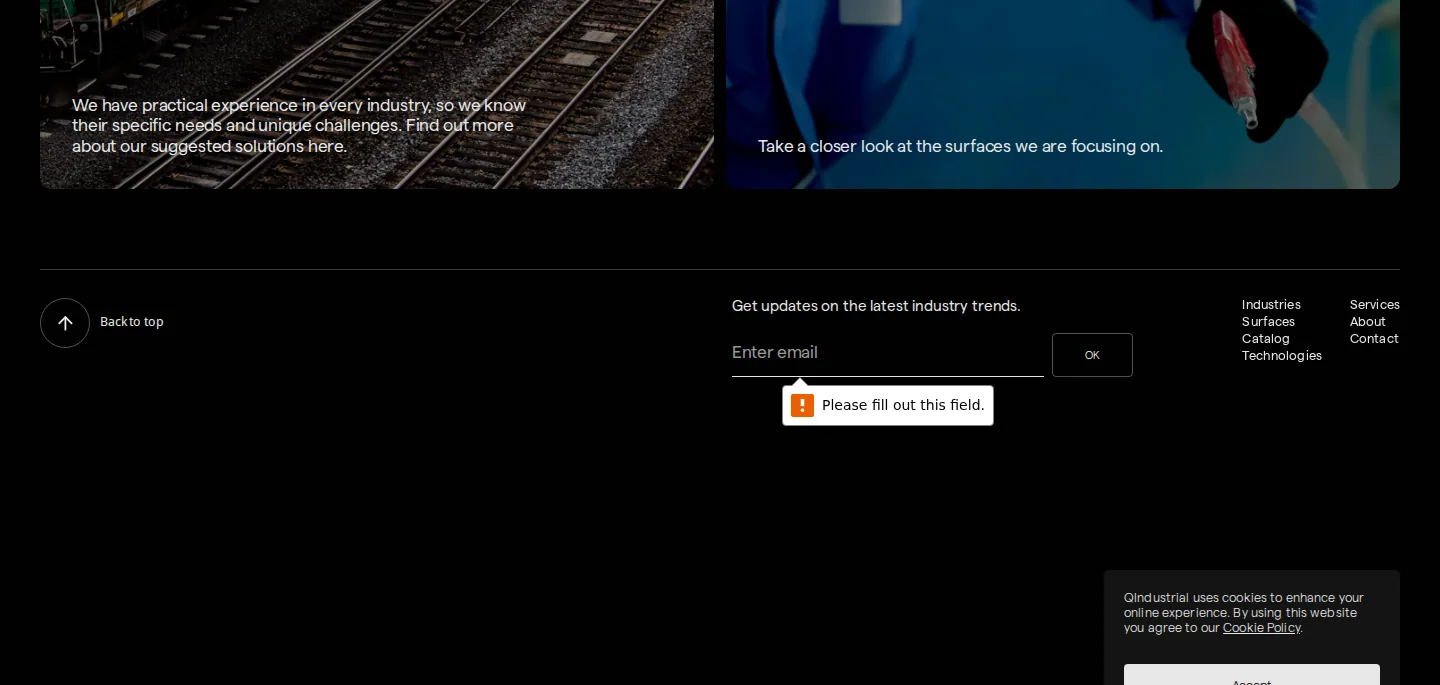 We have practical experience in every industry, so we know
their specific needs and unique challenges. Find out more
about our suggested solutions here.
Take a closer look at the surfaces we are focusing on.
Back to top
Get updates on the latest industry trends.
Enter email
OK
Please fill out this field.
Industries
Surfaces
Catalog
Technologies
Services
About
Contact
QIndustrial uses cookies to enhance your
online experience. By using this website
you agree to our Cookie Policy.
Accept